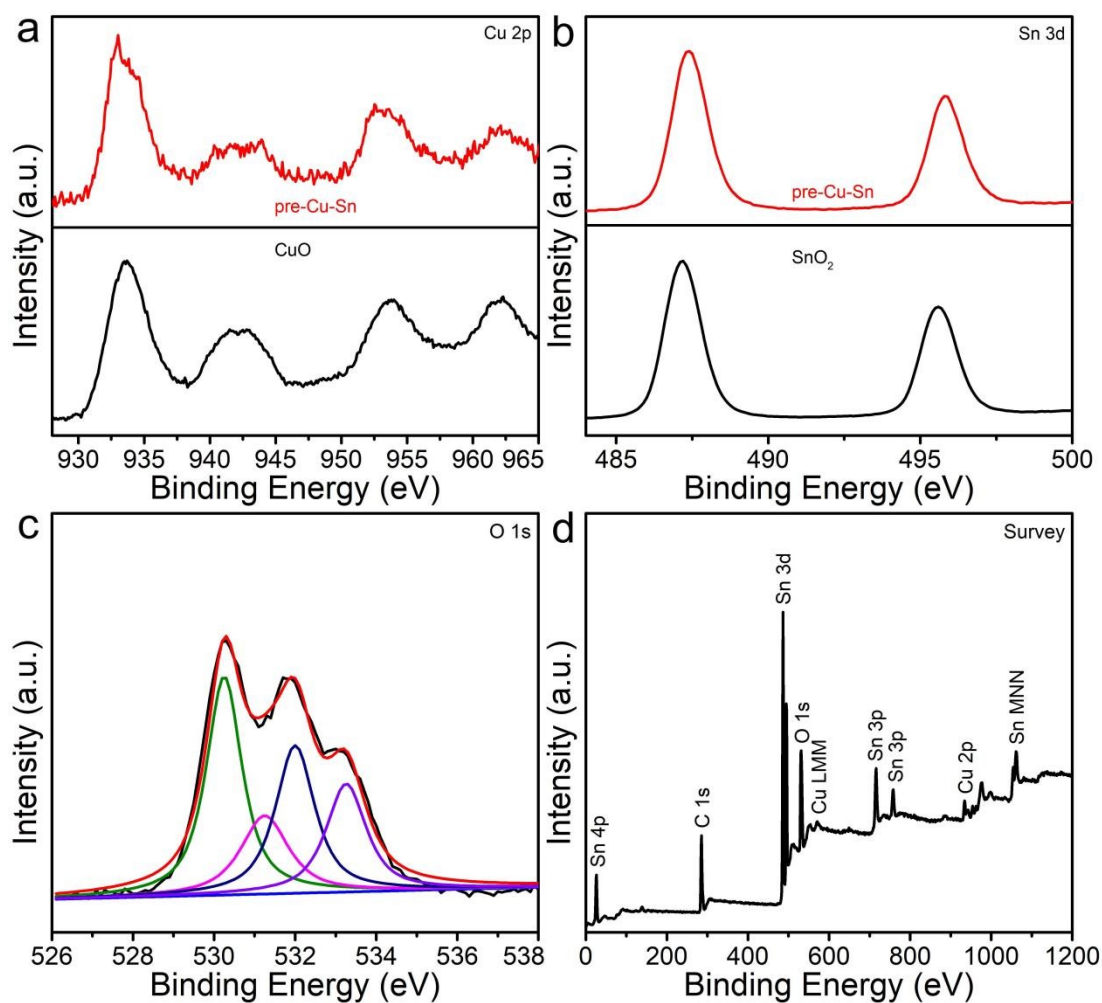 a
Cu 2p
pre-Cu-Sn
CuO
Intensity (a.u.)
Intensity (a.u.)
930 935 940 945 950 955 960 965
Binding Energy (eV)
b
Sn 3d
pre-Cu-Sn
SnO₂
Intensity (a.u.)
Intensity (a.u.)
485 490 495 500
Binding Energy (eV)
c
O 1s
Intensity (a.u.)
526 528 530 532 534 536 538
Binding Energy (eV)
d
Survey
Sn 4p
C 1s
Sn 3d
O 1s
Cu LMM
Sn 3p
Sn 3p
Cu 2p
Sn MNN
Intensity (a.u.)
0 200 400 600 800 1000 1200
Binding Energy (eV)